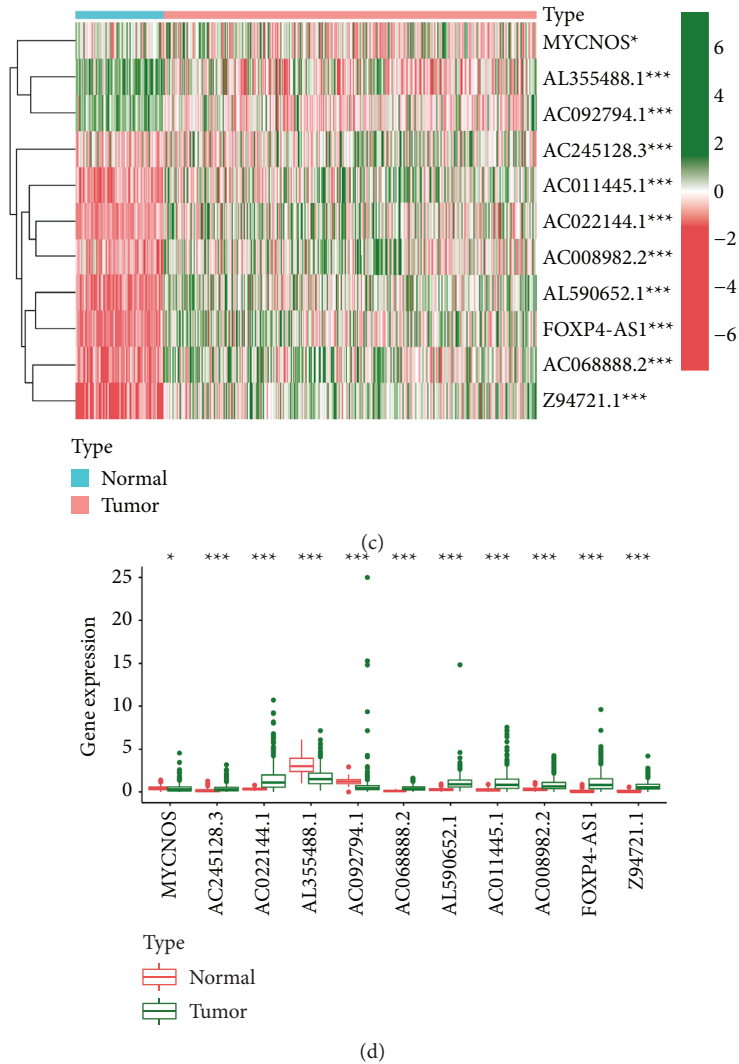 Type
MYCNOS*
AL355488.1***
AC092794.1***
AC245128.3***
AC011445.1***
AC022144.1***
AC008982.2***
AL590652.1***
FOXP4-AS1***
AC068888.2***
Z94721.1***
6
4
2
0
−2
−4
−6
Type
Normal
Tumor
(c)
* *** *** *** *** *** *** *** *** *** ***
Gene expression
25
20
15
10
5
0
MYCNOS
AC245128.3
AC022144.1
AL355488.1
AC092794.1
AC068888.2
AL590652.1
AC011445.1
AC008982.2
FOXP4-AS1
Z94721.1
Type
Normal
Tumor
(d)